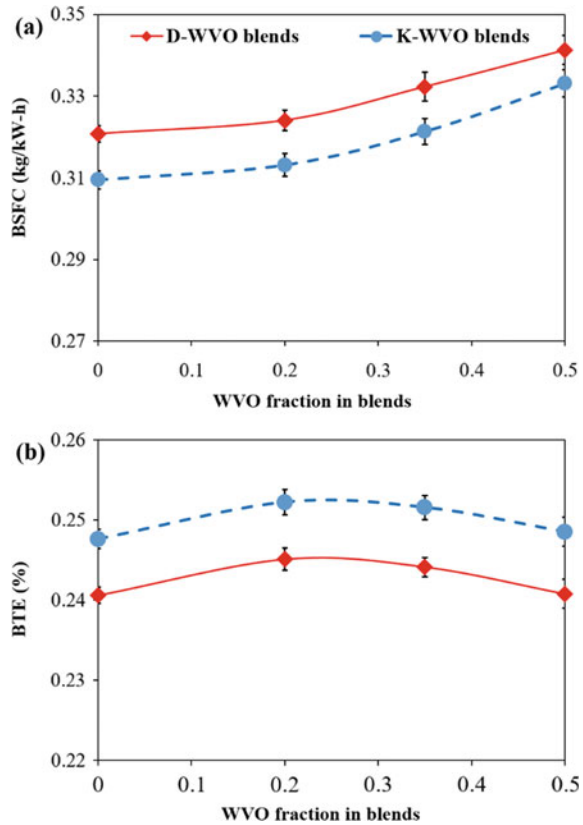 (a)
0.35
D-WVO blends K-WVO blends
0.33
0.31
0.29
0.27
BSFC (kg/kW-h)
0 0.1 0.2 0.3 0.4 0.5
WVO fraction in blends
(b)
0.26
0.25
0.24
0.23
0.22
BTE (%)
0 0.1 0.2 0.3 0.4 0.5
WVO fraction in blends